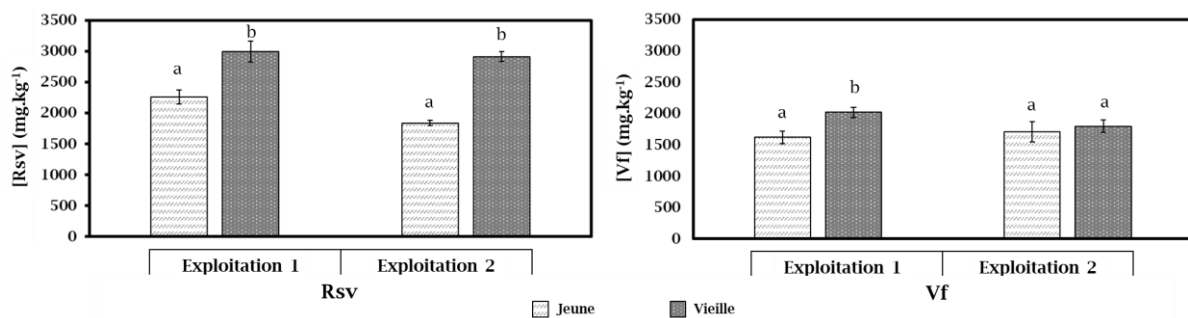 [Rsv] (mg.kg-1)
3500
3000
2500
2000
1500
1000
500
0
a
b
a
b
Exploitation 1
Exploitation 2
Rsv
[Vf] (mg.kg-1)
3500
3000
2500
2000
1500
1000
500
0
a
b
a
a
Exploitation 1
Exploitation 2
Vf
Jeune
Vieille